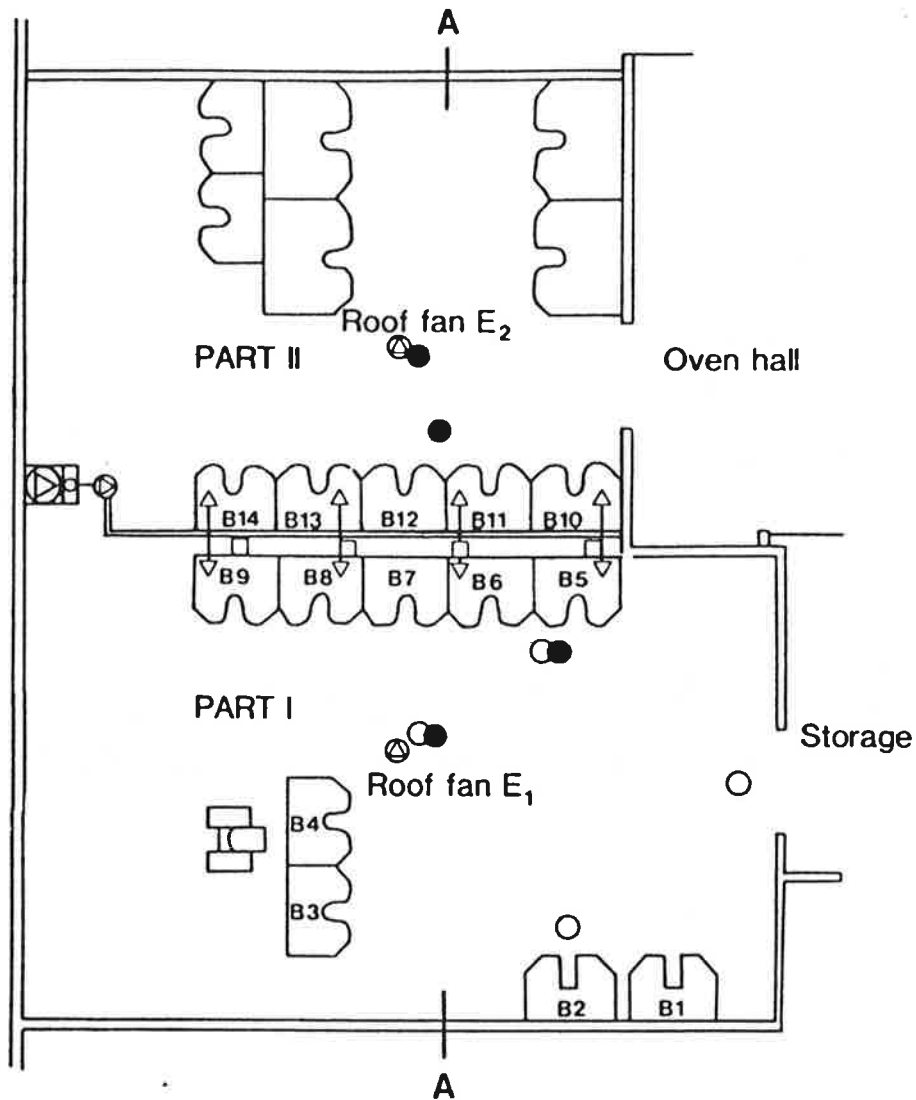 A
Roof fan E₂
PART II
Oven hall
B14 B13 B12 B11 B10
B9 B8 B7 B6 B5
PART I
Storage
Roof fan E₁
B4
B3
B2 B1
A